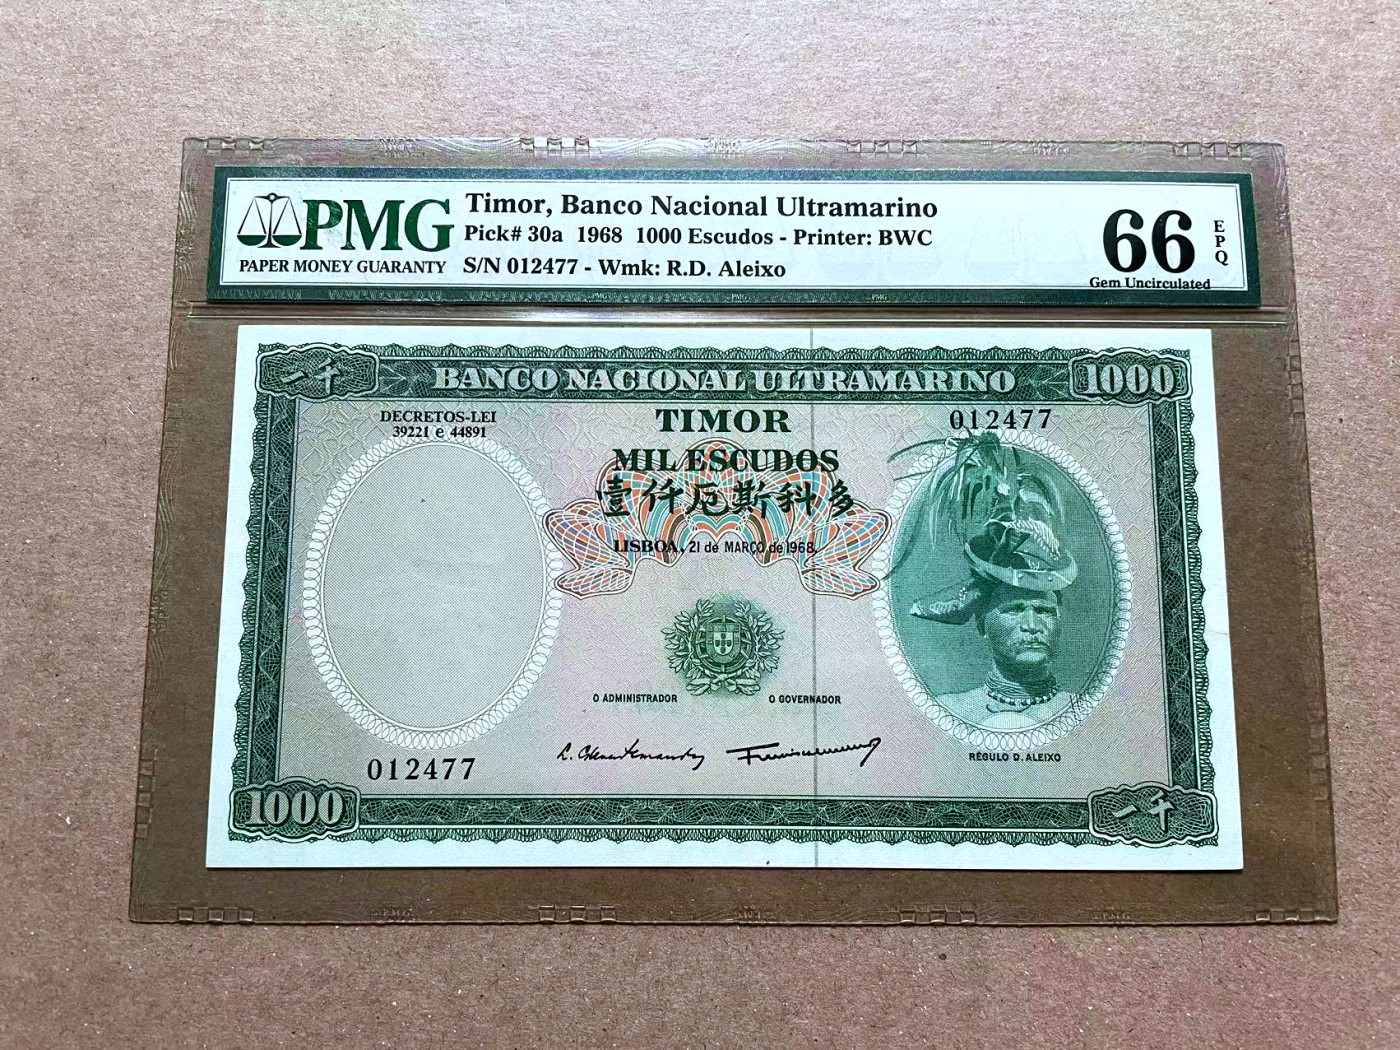 PMG
PAPER MONEY GUARANTY
Timor, Banco Nacional Ultramarino
Pick# 30a 1968 1000 Escudos - Printer: BWC
S/N 012477 - Wmk: R.D. Aleixo
66
EPQ
Gem Uncirculated
一千
BANCO NACIONAL ULTRAMARINO
1000
DECRETOS-LEI
39221 e 44891
TIMOR
012477
MIL ESCUDOS
壹仟厄斯科多
LISBOA, 21 de MARÇO de 1968.
O ADMINISTRADOR
O GOVERNADOR
RÉGULO D. ALEIXO
012477
1000
一千